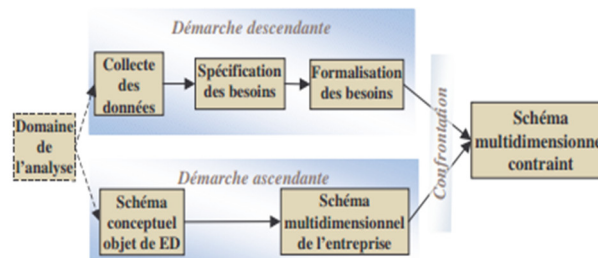 Démarche descendante
Collecte
des
données
Spécification
des besoins
Formalisation
des besoins
Domaine
de
l'analyse
Confrontation
Schéma
multidimensionne
contraint
Démarche ascendante
Schéma
conceptuel
objet de ED
Schéma
multidimensionnel
de l'entreprise